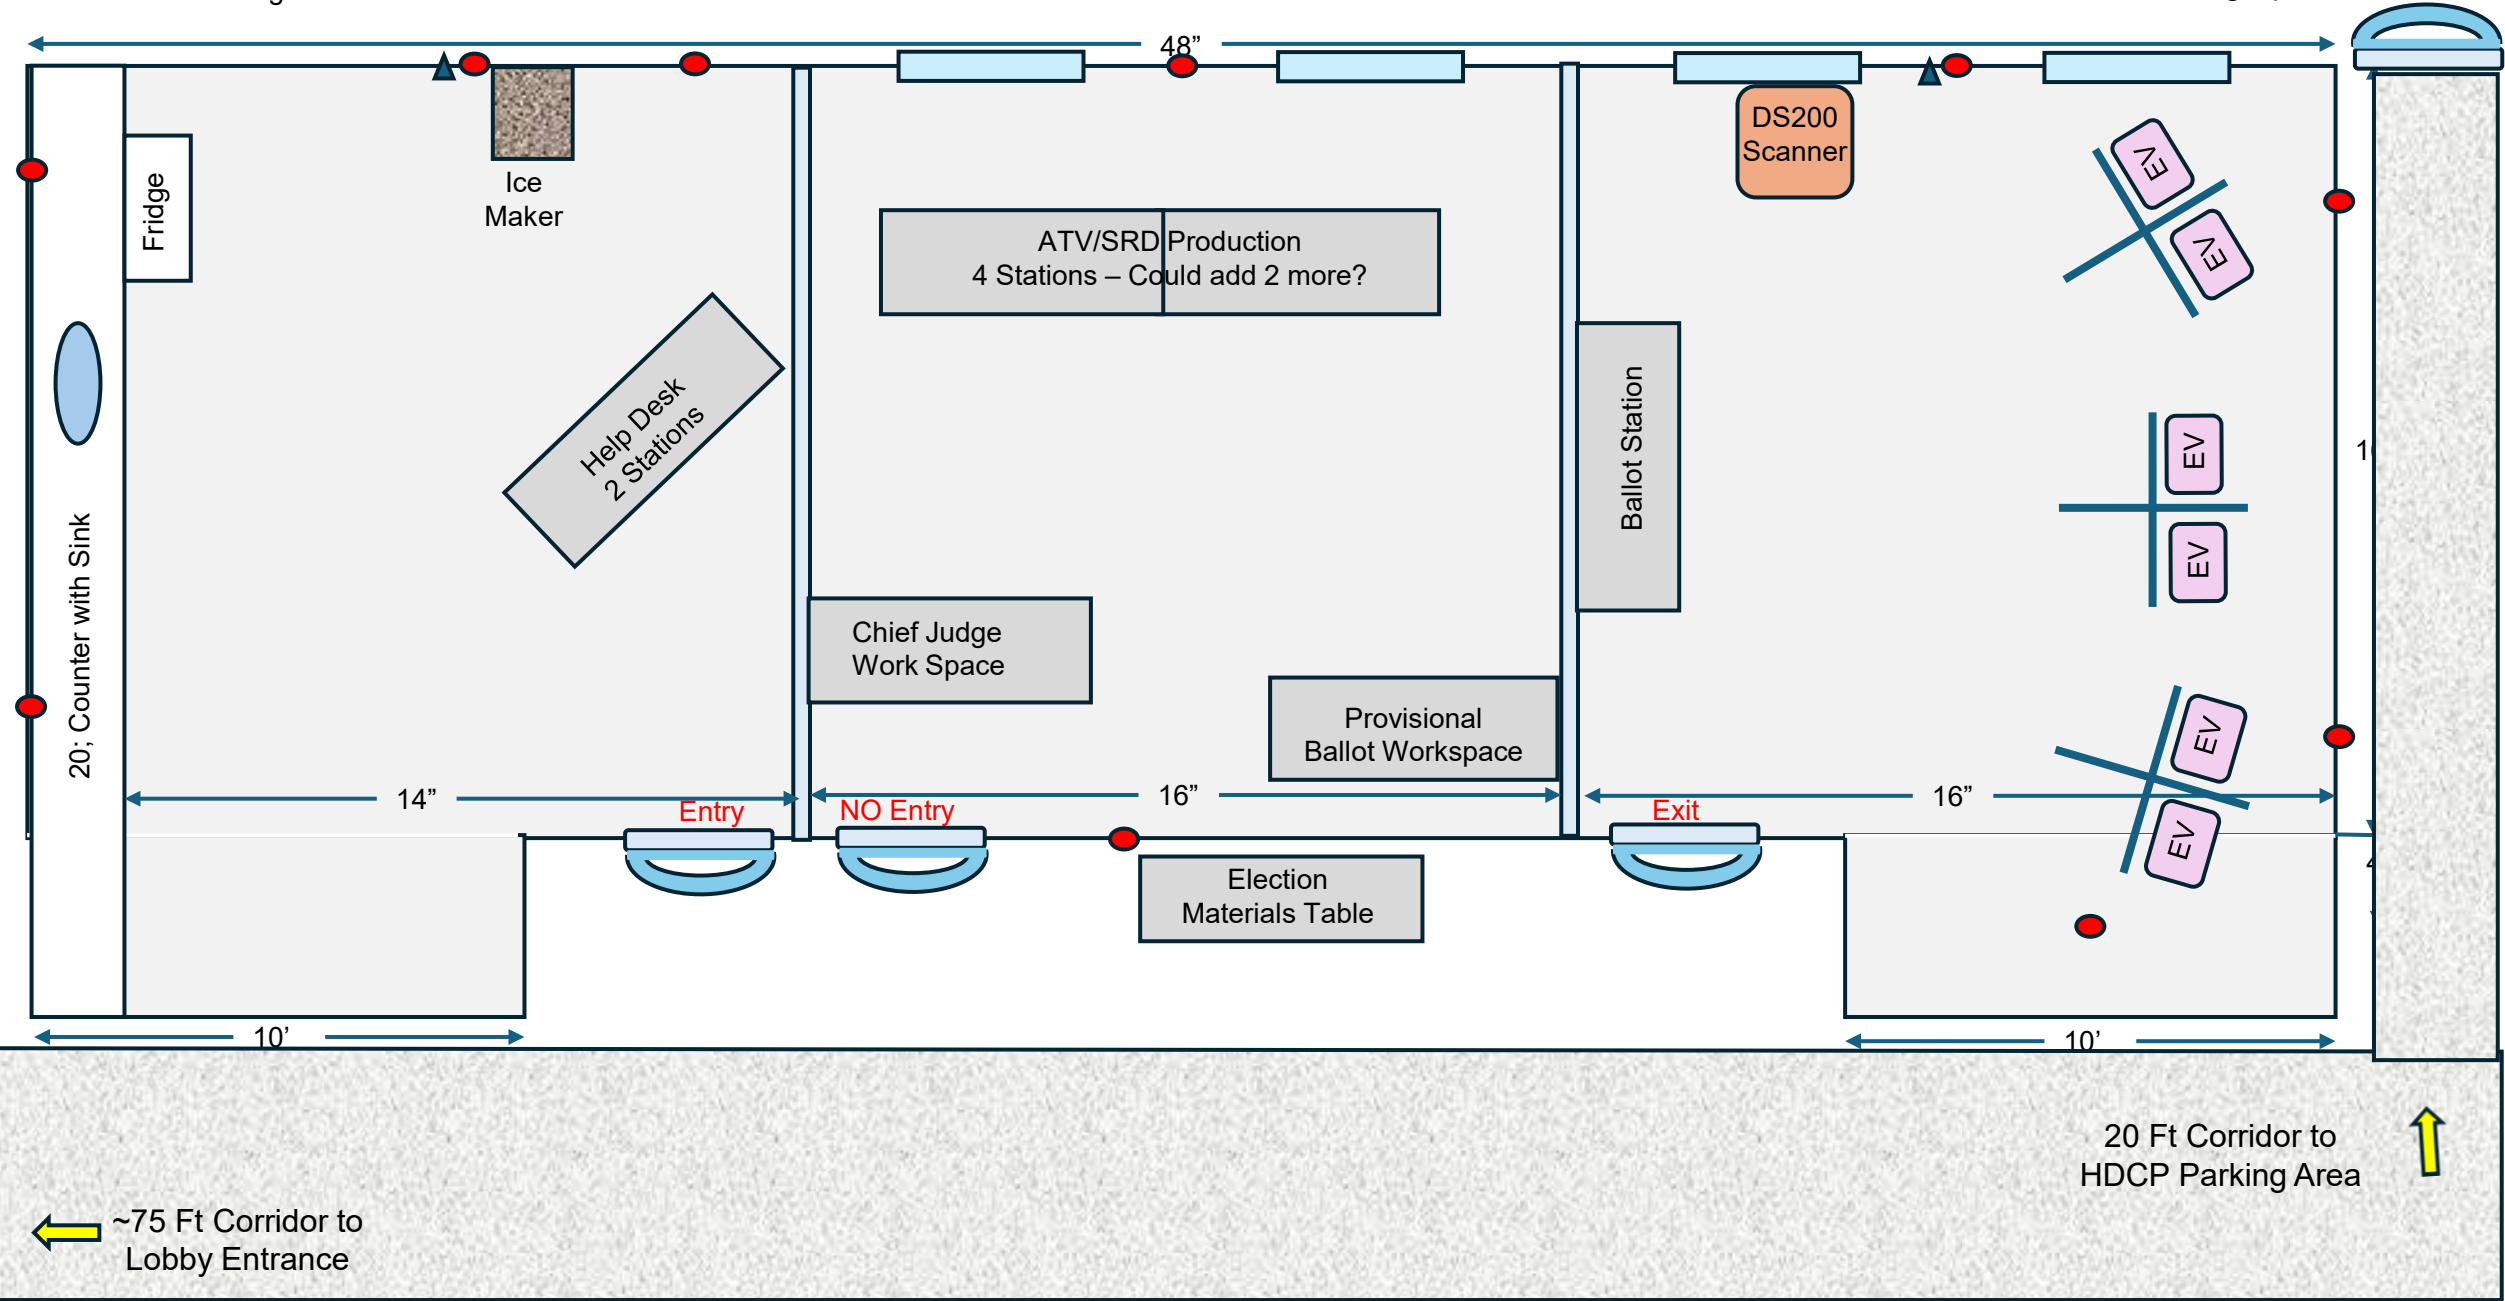 48”
DS200
Scanner
EV
EV
Fridge
Ice
Maker
ATV/SRD Production
4 Stations – Could add 2 more?
Help Desk
2 Stations
Ballot Station
EV
EV
20; Counter with Sink
Chief Judge
Work Space
Provisional
Ballot Workspace
EV
EV
14”
16”
16”
Entry
NO Entry
Exit
Election
Materials Table
10’
10’
20 Ft Corridor to
HDCP Parking Area
~75 Ft Corridor to
Lobby Entrance